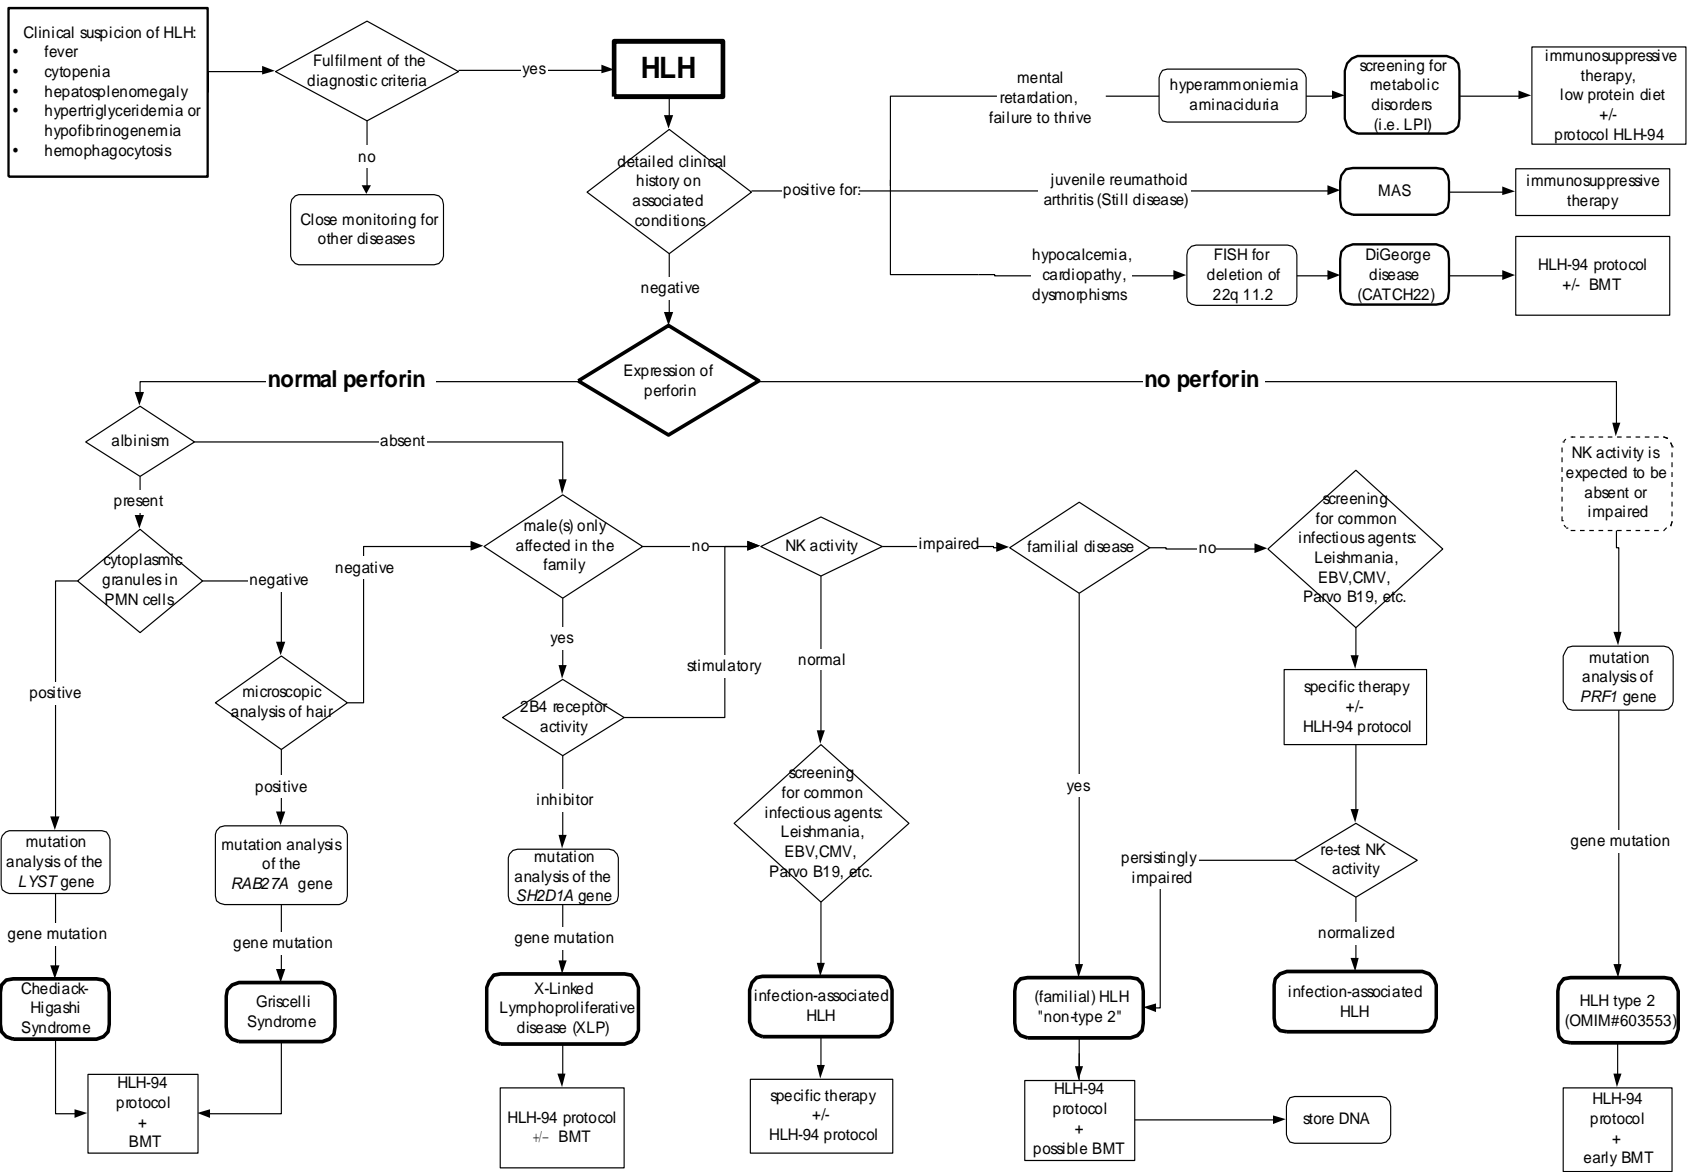 Clinical suspicion of HLH:
• fever
• cytopenia
• hepatosplenomegaly
• hypertriglyceridemia or
hypofibrinogenemia
• hemophagocytosis
Fulfilment of the
diagnostic criteria
yes
HLH
no
Close monitoring for
other diseases
detailed clinical
history on
associated
conditions
positive for:
mental
retardation,
failure to thrive
hyperammoniemia
aminaciduria
screening for
metabolic
disorders
(i.e. LPI)
immunosuppressive
therapy,
low protein diet
+/-
protocol HLH-94
juvenile reumathoid
arthritis (Still disease)
MAS
immunosuppressive
therapy
hypocalcemia,
cardiopathy,
dysmorphisms
FISH for
deletion of
22q 11.2
DiGeorge
disease
(CATCH22)
HLH-94 protocol
+/- BMT
negative
Expression of
perforin
normal perforin
no perforin
albinism
absent
present
cytoplasmic
granules in
PMN cells
negative
positive
microscopic
analysis of hair
negative
positive
mutation
analysis of the
LYST gene
gene mutation
Chediack-
Higashi
Syndrome
mutation analysis
of the
RAB27A gene
gene mutation
Griscelli
Syndrome
HLH-94
protocol
+
BMT
male(s) only
affected in the
family
no
yes
2B4 receptor
activity
stimulatory
inhibitor
mutation
analysis of the
SH2D1A gene
gene mutation
X-Linked
Lymphoproliferative
disease (XLP)
HLH-94 protocol
+/- BMT
NK activity
impaired
normal
screening
for common
infectious agents:
Leishmania,
EBV,CMV,
Parvo B19, etc.
infection-associated
HLH
specific therapy
+/-
HLH-94 protocol
familial disease
no
yes
screening
for common
infectious agents:
Leishmania,
EBV,CMV,
Parvo B19, etc.
specific therapy
+/-
HLH-94 protocol
re-test NK
activity
persistingly
impaired
normalized
(familial) HLH
"non-type 2"
infection-associated
HLH
HLH-94
protocol
+
possible BMT
store DNA
NK activity is
expected to be
absent or
impaired
mutation
analysis of
PRF1 gene
gene mutation
HLH type 2
(OMIM#603553)
HLH-94
protocol
+
early BMT